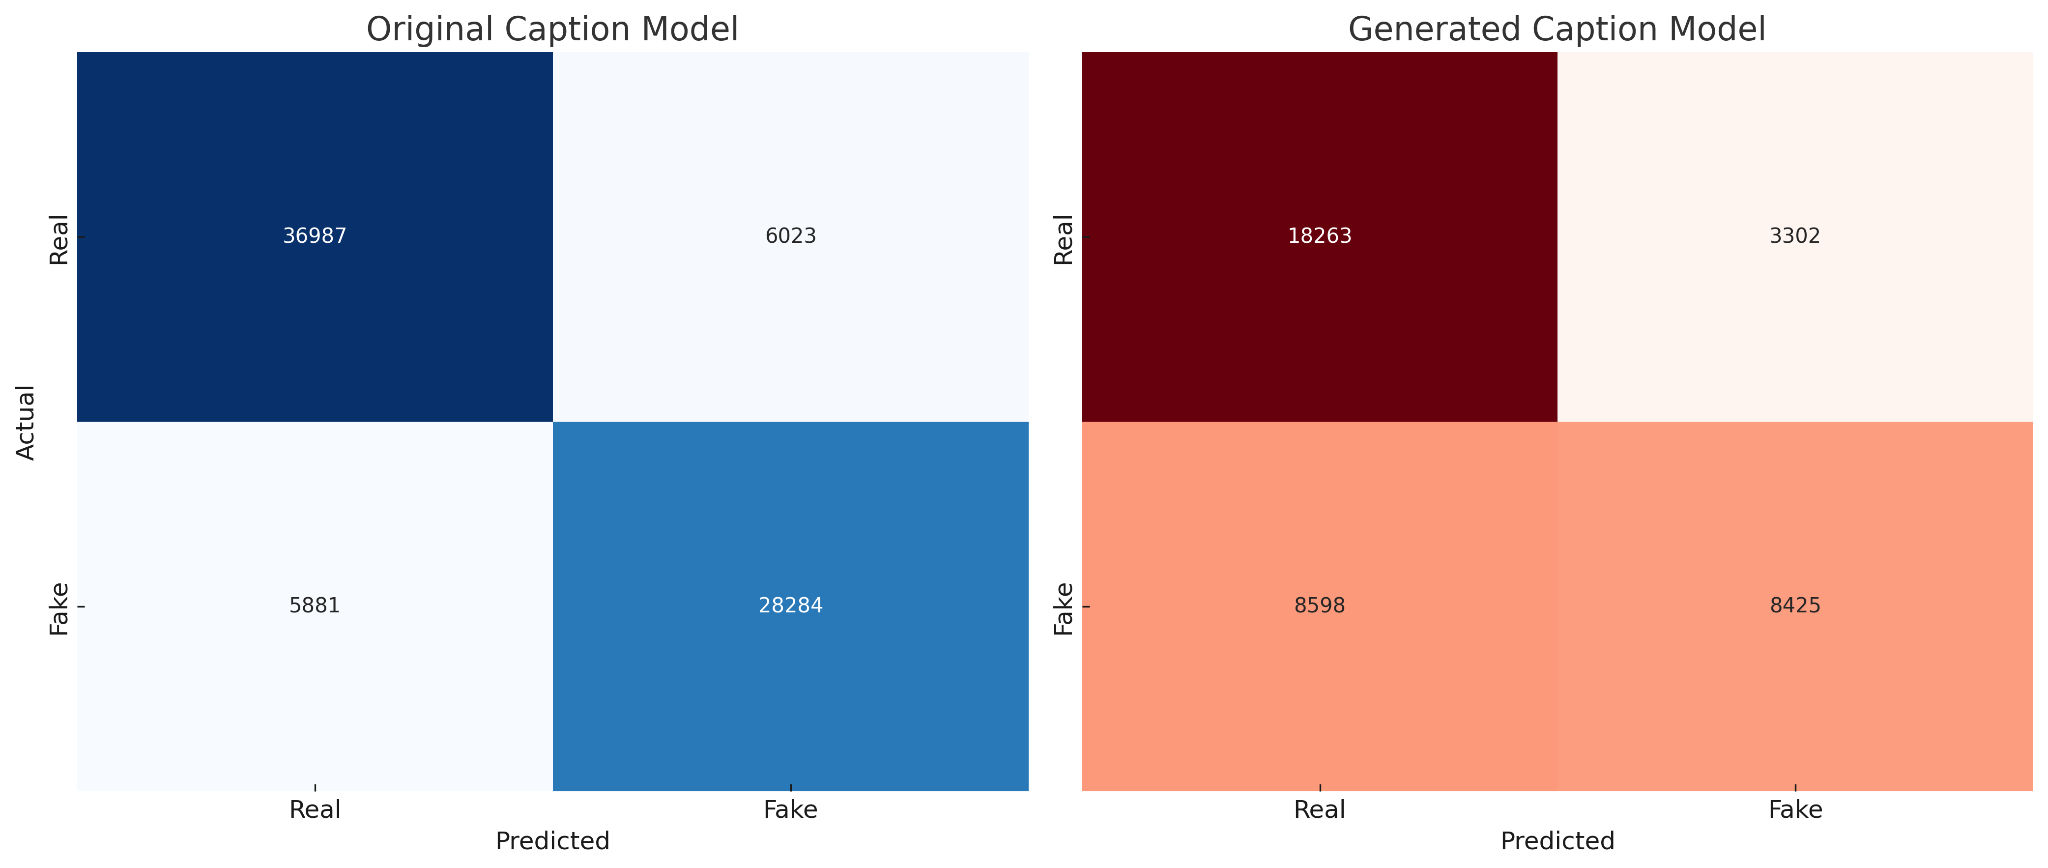 Original Caption Model
Real
36987
6023
Actual
Fake
5881
28284
Real
Fake
Predicted
Generated Caption Model
Real
18263
3302
Fake
8598
8425
Real
Fake
Predicted